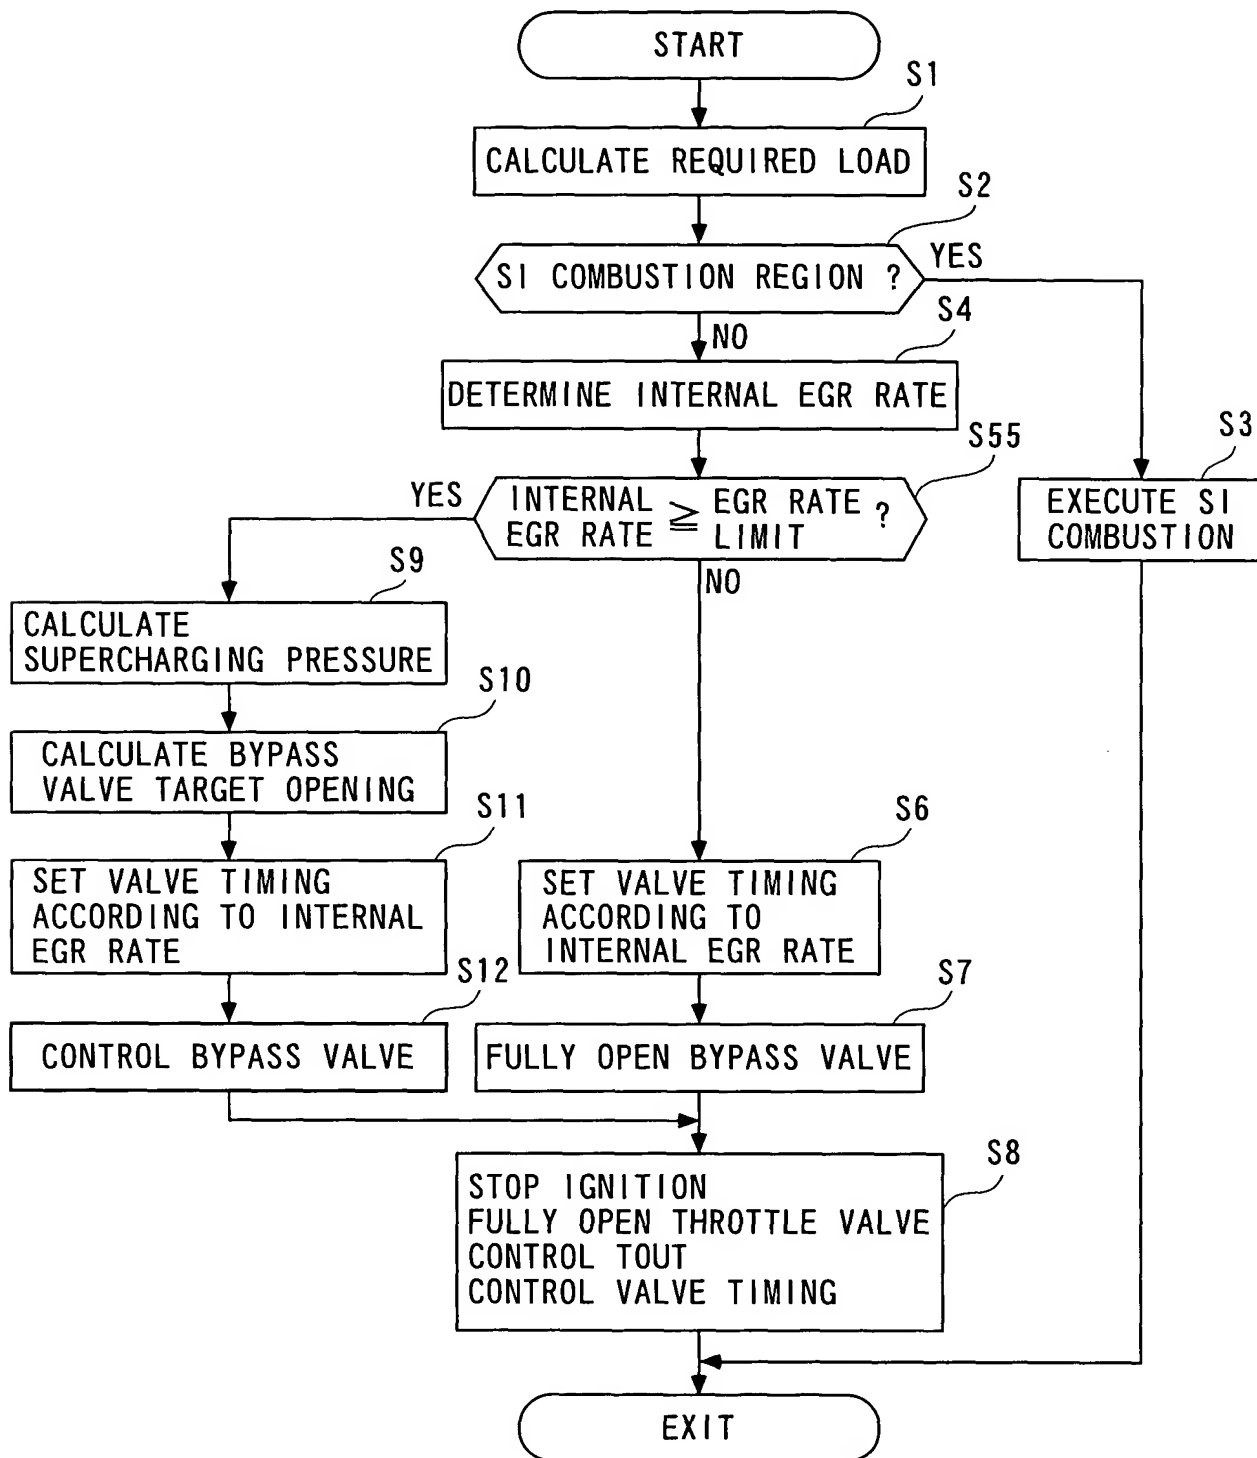 START
S1
CALCULATE REQUIRED LOAD
S2
SI COMBUSTION REGION ?
YES
NO
S4
DETERMINE INTERNAL EGR RATE
S55
YES
INTERNAL EGR RATE ≧ EGR RATE LIMIT ?
NO
S3
EXECUTE SI
COMBUSTION
S9
CALCULATE
SUPERCHARGING PRESSURE
S10
CALCULATE BYPASS
VALVE TARGET OPENING
S11
SET VALVE TIMING
ACCORDING TO INTERNAL
EGR RATE
S6
SET VALVE TIMING
ACCORDING TO
INTERNAL EGR RATE
S12
CONTROL BYPASS VALVE
S7
FULLY OPEN BYPASS VALVE
S8
STOP IGNITION
FULLY OPEN THROTTLE VALVE
CONTROL TOUT
CONTROL VALVE TIMING
EXIT